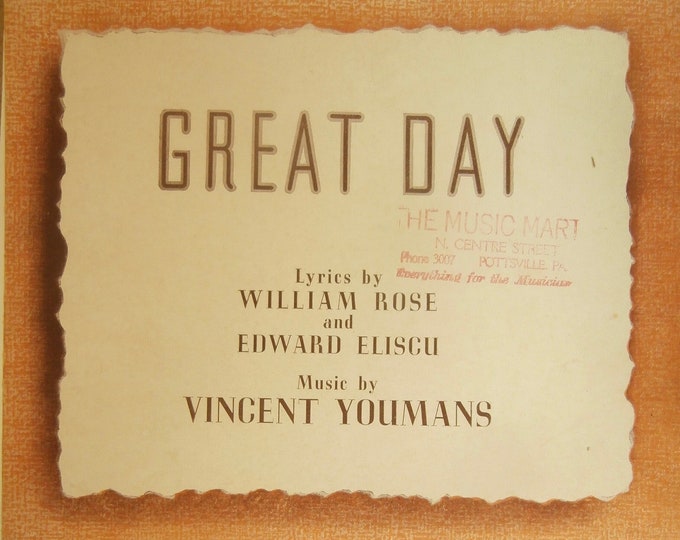 GREAT DAY
THE MUSIC MART
N. CENTRE STREET
Phone 3007 POTTSVILLE, PA.
Everything for the Musician
Lyrics by
WILLIAM ROSE
and
EDWARD ELISCU
Music by
VINCENT YOUMANS